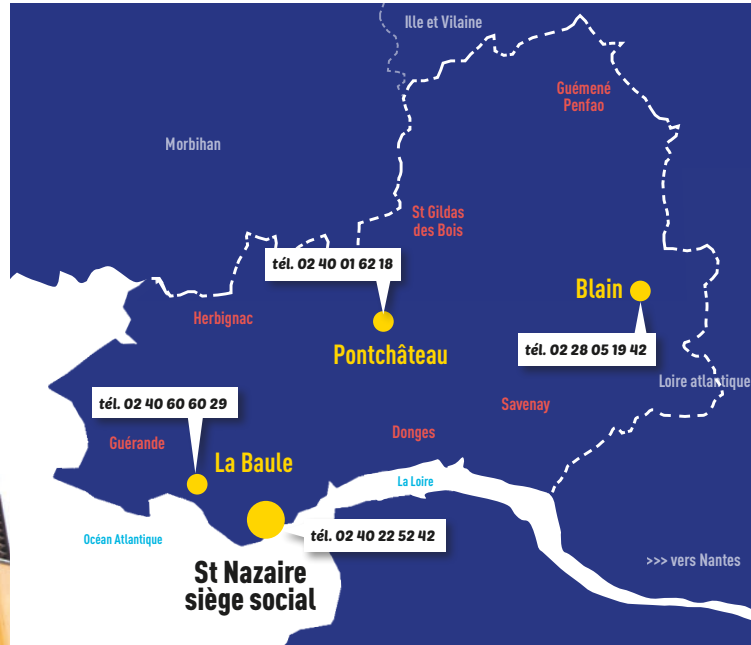 Ille et Vilaine
Guémené
Penfao
Morbihan
St Gildas
des Bois
tél. 02 40 01 62 18
Blain
Herbignac
Pontchâteau
tél. 02 28 05 19 42
Loire atlantique
tél. 02 40 60 60 29
Savenay
Guérande
Donges
La Baule
La Loire
Océan Atlantique
tél. 02 40 22 52 42
St Nazaire
siège social
>>> vers Nantes